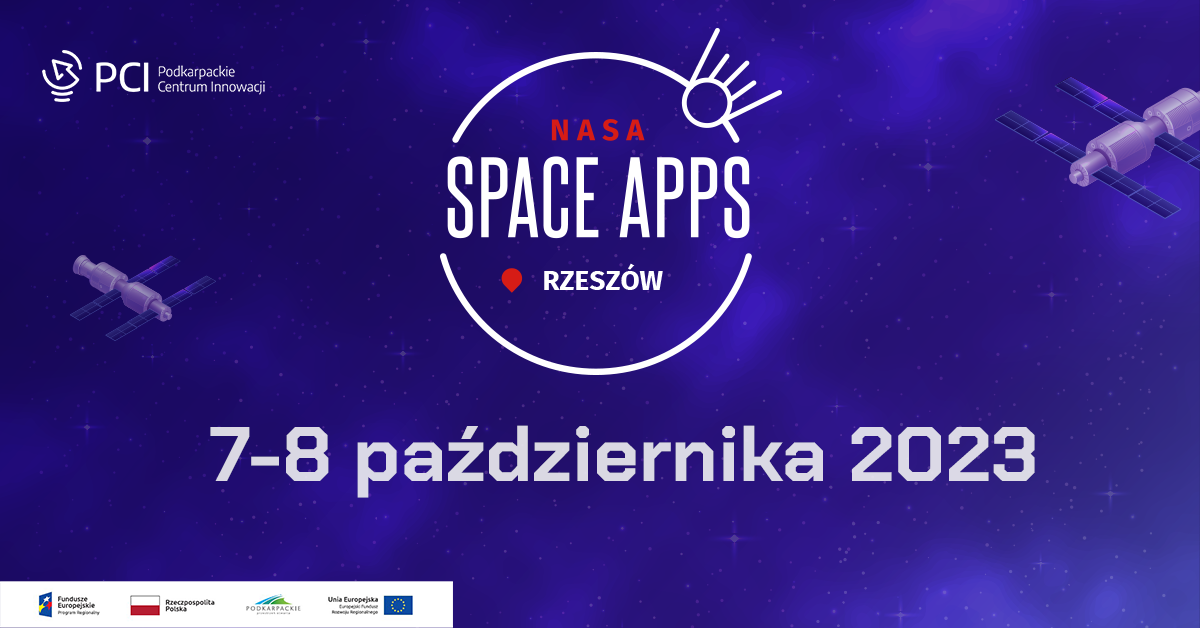 PCI
Podkarpackie
Centrum Innowacji
NASA
SPACE APPS
RZESZÓW
7-8 października 2023
Fundusze
Europejskie
Program Regionalny
Rzeczpospolita
Polska
PODKARPACKIE
Unia Europejska
Europejski Fundusz
Rozwoju Regionalnego